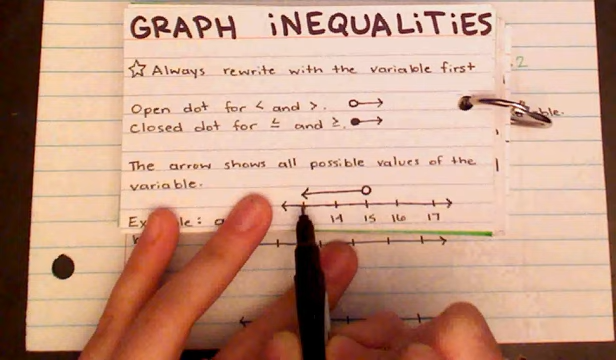 GRAPH INEQUALITIES
☆ Always rewrite with the variable first
Open dot for < and >.
Closed dot for ≤ and ≥.
The arrow shows all possible values of the
variable.
14 15 16 17